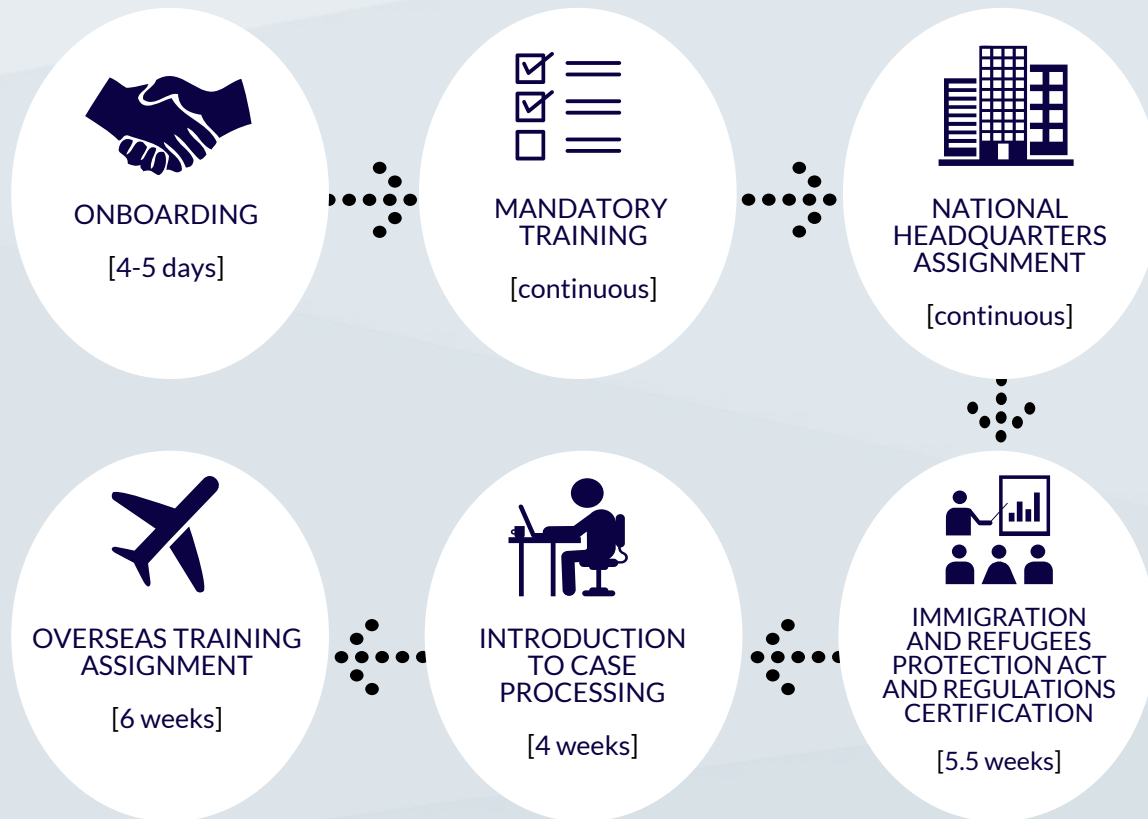 ONBOARDING
[4-5 days]
MANDATORY
TRAINING
[continuous]
NATIONAL
HEADQUARTERS
ASSIGNMENT
[continuous]
IMMIGRATION
AND REFUGEES
PROTECTION ACT
AND REGULATIONS
CERTIFICATION
[5.5 weeks]
INTRODUCTION
TO CASE
PROCESSING
[4 weeks]
OVERSEAS TRAINING
ASSIGNMENT
[6 weeks]